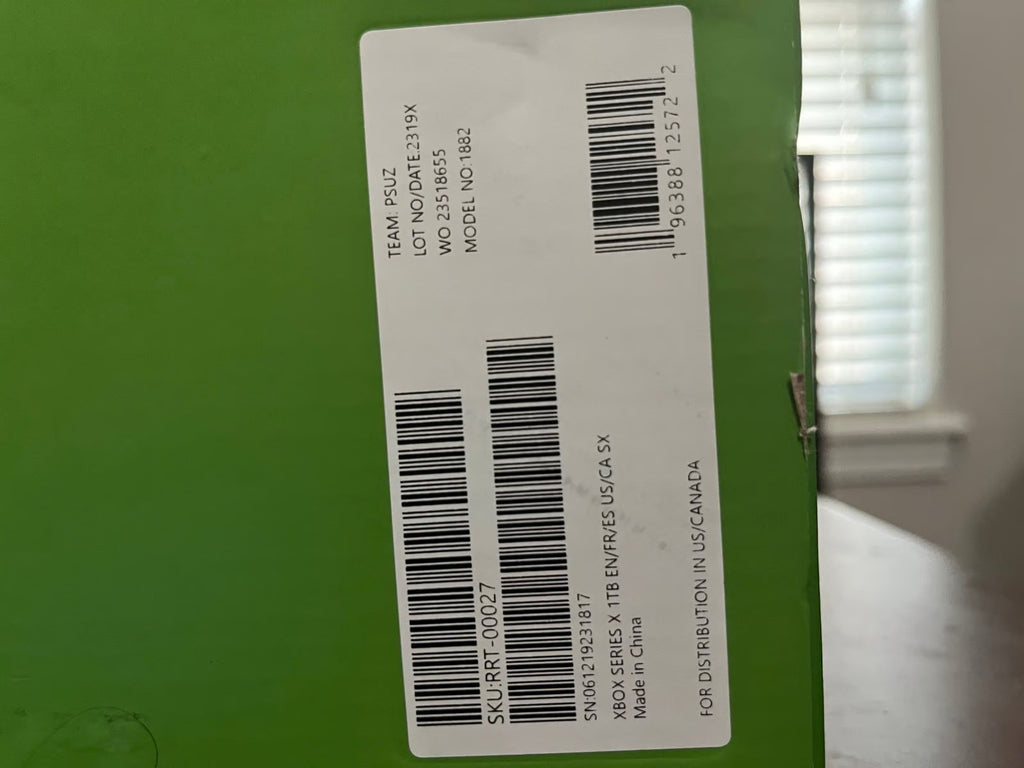 TEAM: PSUZ
LOT NO/DATE.2319X
WO 23518655
MODEL NO:1882
SKU:RRT-00027
SN:061219231817
XBOX SERIES X 1TB EN/FR/ES US/CA SX
Made in China
1 96388 12572 2
FOR DISTRIBUTION IN US/CANADA